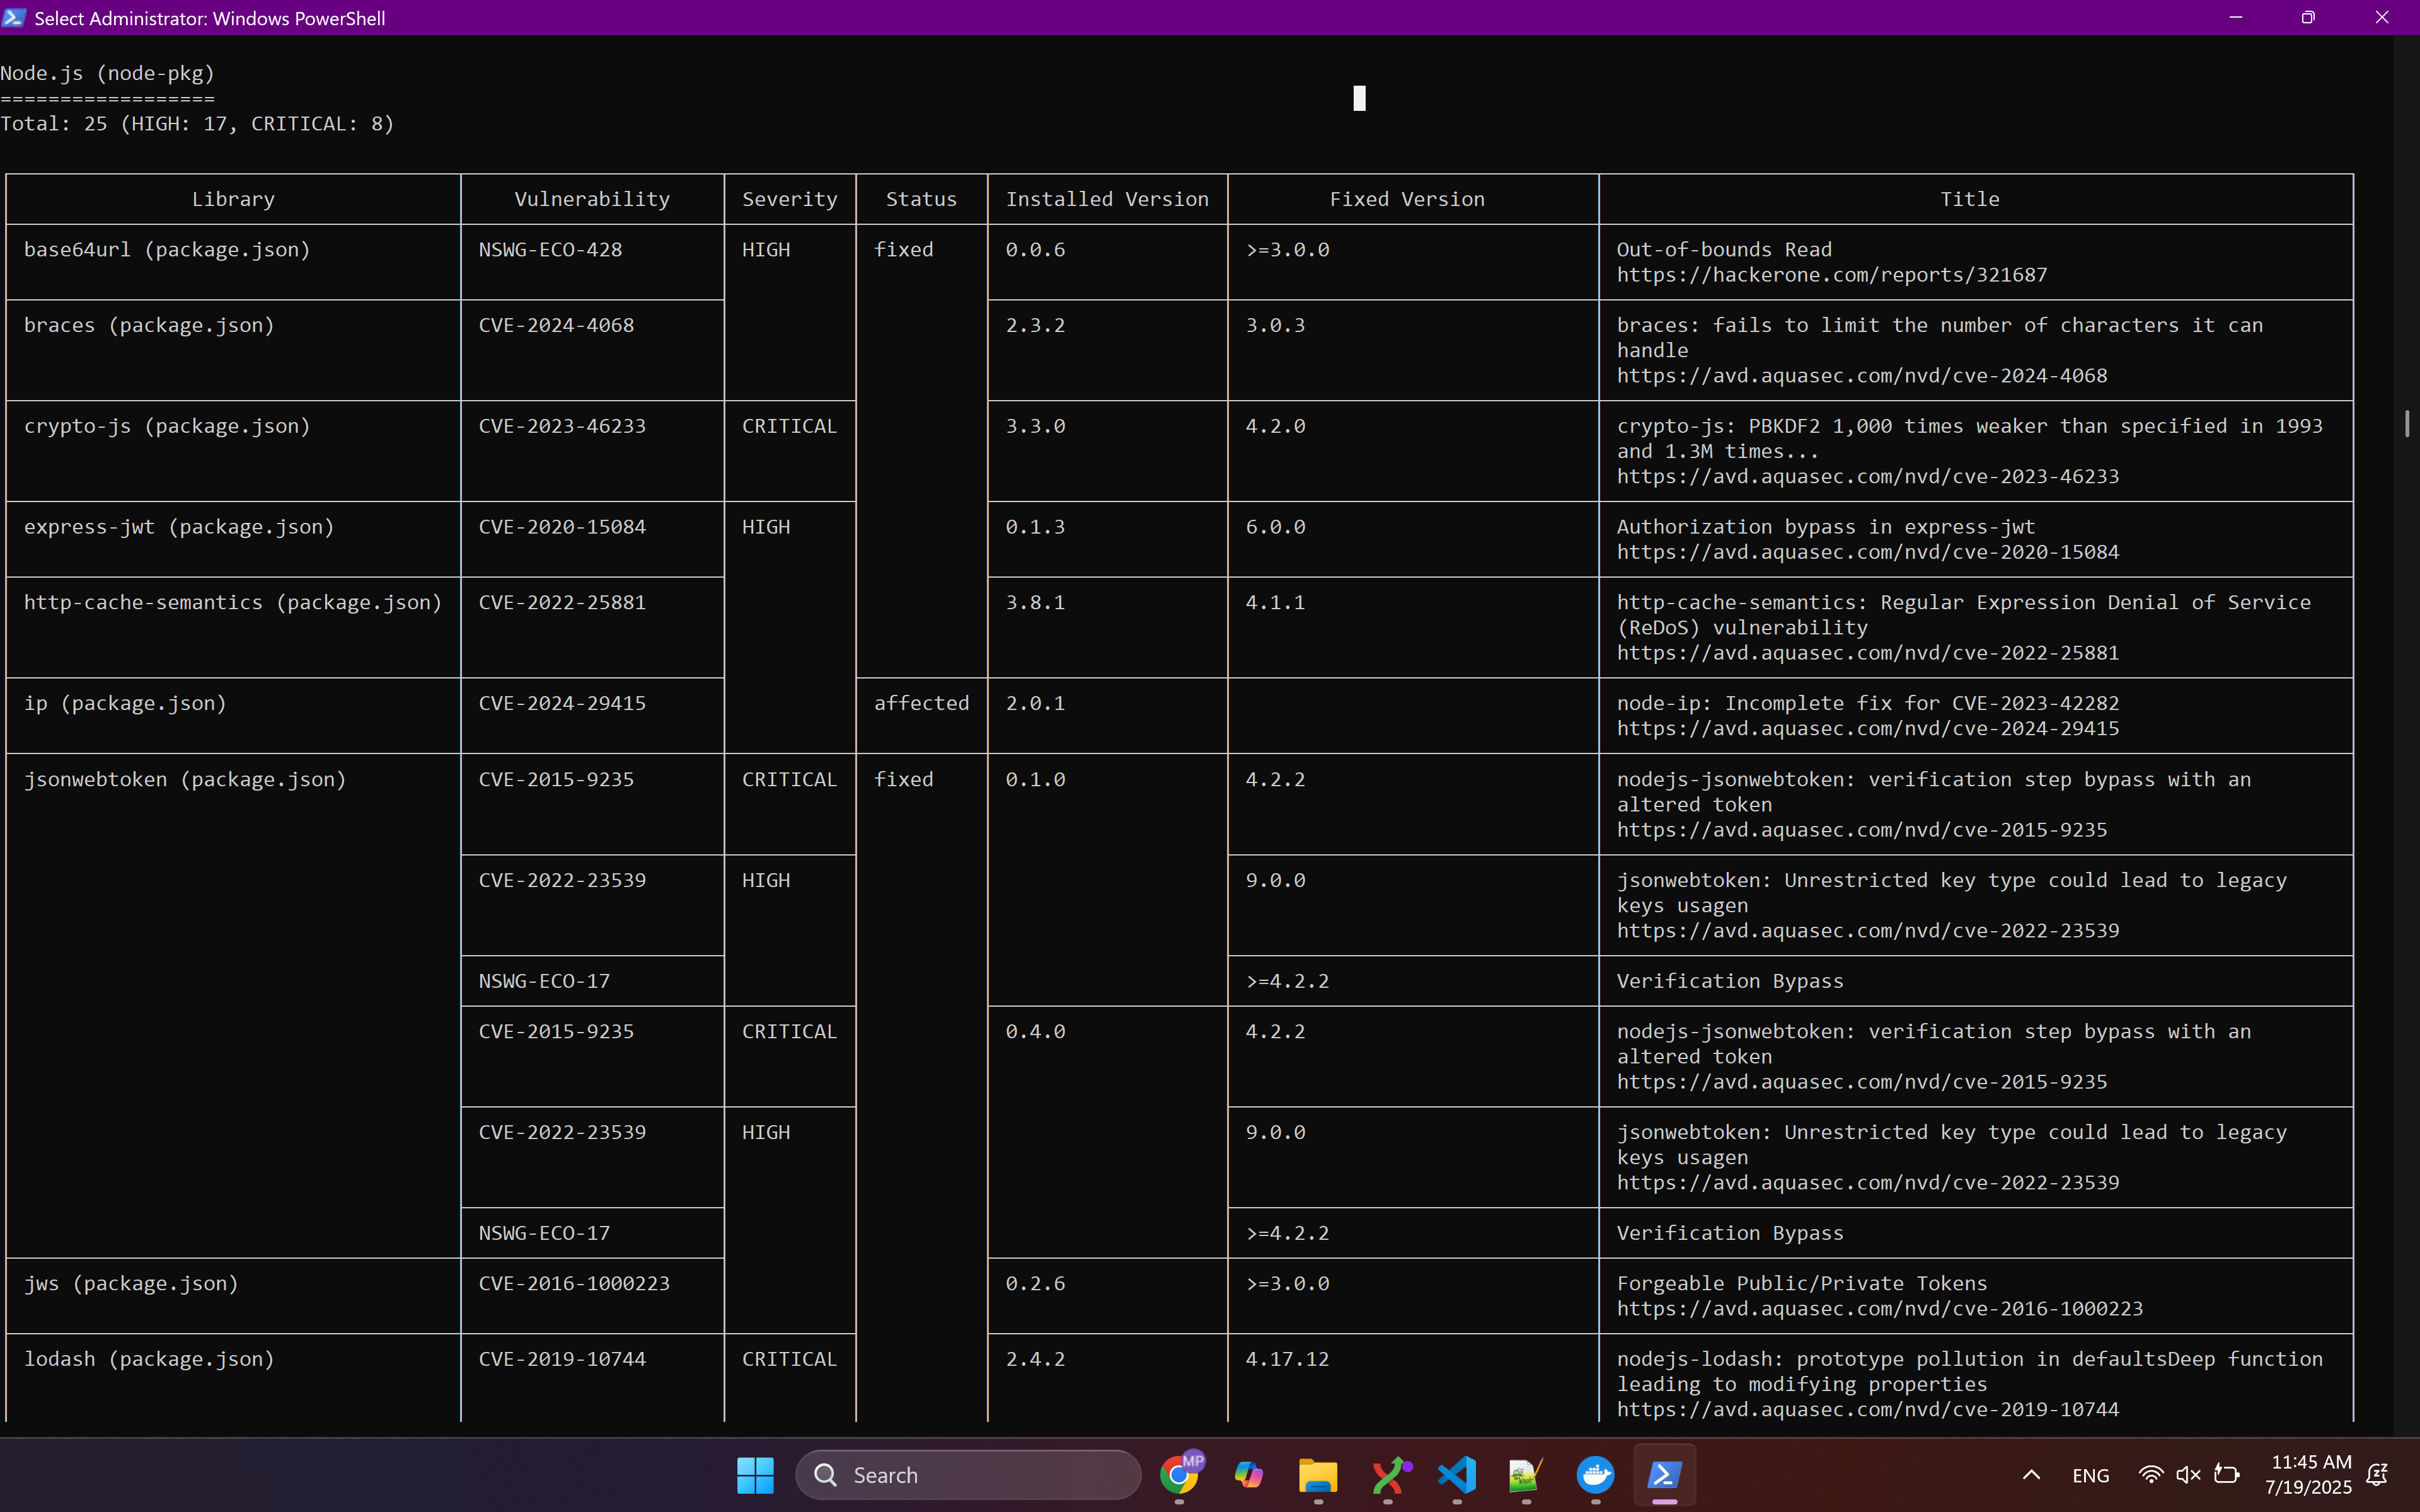 Select Administrator: Windows PowerShell
Node.js (node-pkg)
==================
Total: 25 (HIGH: 17, CRITICAL: 8)
Library Vulnerability Severity Status Installed Version Fixed Version Title
base64url (package.json) NSWG-ECO-428 HIGH fixed 0.0.6 >=3.0.0 Out-of-bounds Read
https://hackerone.com/reports/321687
braces (package.json) CVE-2024-4068 2.3.2 3.0.3 braces: fails to limit the number of characters it can
handle
https://avd.aquasec.com/nvd/cve-2024-4068
crypto-js (package.json) CVE-2023-46233 CRITICAL 3.3.0 4.2.0 crypto-js: PBKDF2 1,000 times weaker than specified in 1993
and 1.3M times...
https://avd.aquasec.com/nvd/cve-2023-46233
express-jwt (package.json) CVE-2020-15084 HIGH 0.1.3 6.0.0 Authorization bypass in express-jwt
https://avd.aquasec.com/nvd/cve-2020-15084
http-cache-semantics (package.json) CVE-2022-25881 3.8.1 4.1.1 http-cache-semantics: Regular Expression Denial of Service
(ReDoS) vulnerability
https://avd.aquasec.com/nvd/cve-2022-25881
ip (package.json) CVE-2024-29415 affected 2.0.1 node-ip: Incomplete fix for CVE-2023-42282
https://avd.aquasec.com/nvd/cve-2024-29415
jsonwebtoken (package.json) CVE-2015-9235 CRITICAL fixed 0.1.0 4.2.2 nodejs-jsonwebtoken: verification step bypass with an
altered token
https://avd.aquasec.com/nvd/cve-2015-9235
CVE-2022-23539 HIGH 9.0.0 jsonwebtoken: Unrestricted key type could lead to legacy
keys usagen
https://avd.aquasec.com/nvd/cve-2022-23539
NSWG-ECO-17 >=4.2.2 Verification Bypass
CVE-2015-9235 CRITICAL 0.4.0 4.2.2 nodejs-jsonwebtoken: verification step bypass with an
altered token
https://avd.aquasec.com/nvd/cve-2015-9235
CVE-2022-23539 HIGH 9.0.0 jsonwebtoken: Unrestricted key type could lead to legacy
keys usagen
https://avd.aquasec.com/nvd/cve-2022-23539
NSWG-ECO-17 >=4.2.2 Verification Bypass
jws (package.json) CVE-2016-1000223 0.2.6 >=3.0.0 Forgeable Public/Private Tokens
https://avd.aquasec.com/nvd/cve-2016-1000223
lodash (package.json) CVE-2019-10744 CRITICAL 2.4.2 4.17.12 nodejs-lodash: prototype pollution in defaultsDeep function
leading to modifying properties
https://avd.aquasec.com/nvd/cve-2019-10744
Search MP ENG 11:45 AM
7/19/2025